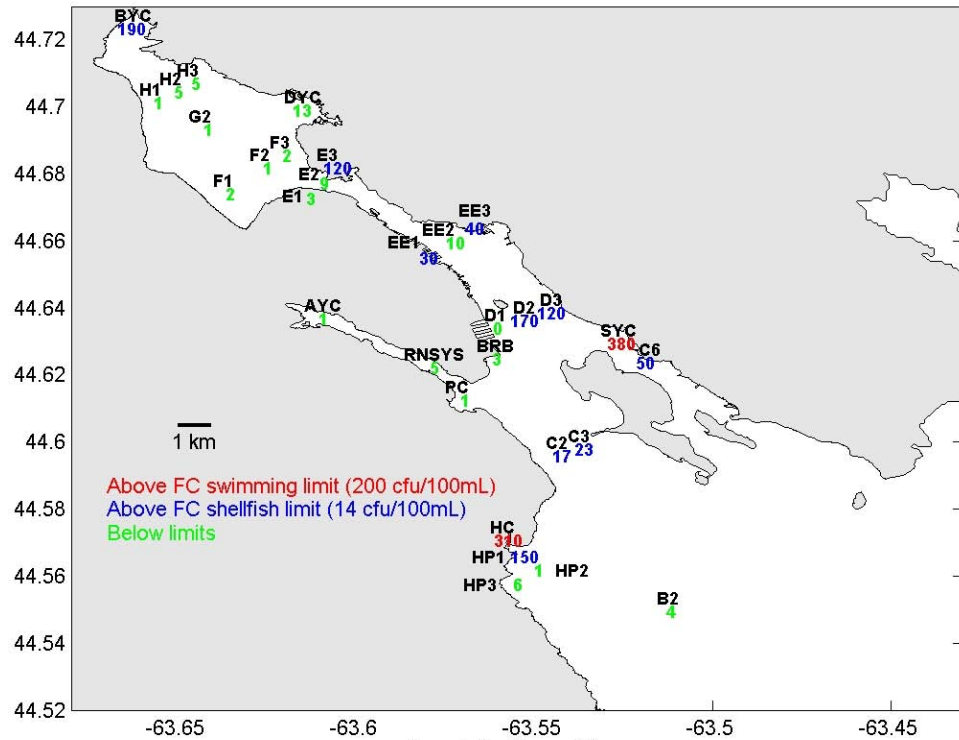 BYC
190
44.72
H3
H2
5
H1
5
1
44.7
DYC
13
G2
1
F3
2
F2
1
E3
120
44.68
E2
9
F1
2
E1
3
EE3
40
44.66
EE2
10
EE1
30
44.64
AYC
1
D1
0
D2
170
D3
120
SYC
380
BRB
3
C6
50
RNSYS
5
44.62
PC
1
1 km
44.6
C2
17
C3
23
Above FC swimming limit (200 cfu/100mL)
Above FC shellfish limit (14 cfu/100mL)
Below limits
44.58
HC
310
HP1
150
HP2
1
44.56
HP3
6
B2
4
44.54
44.52
-63.65
-63.6
-63.55
-63.5
-63.45